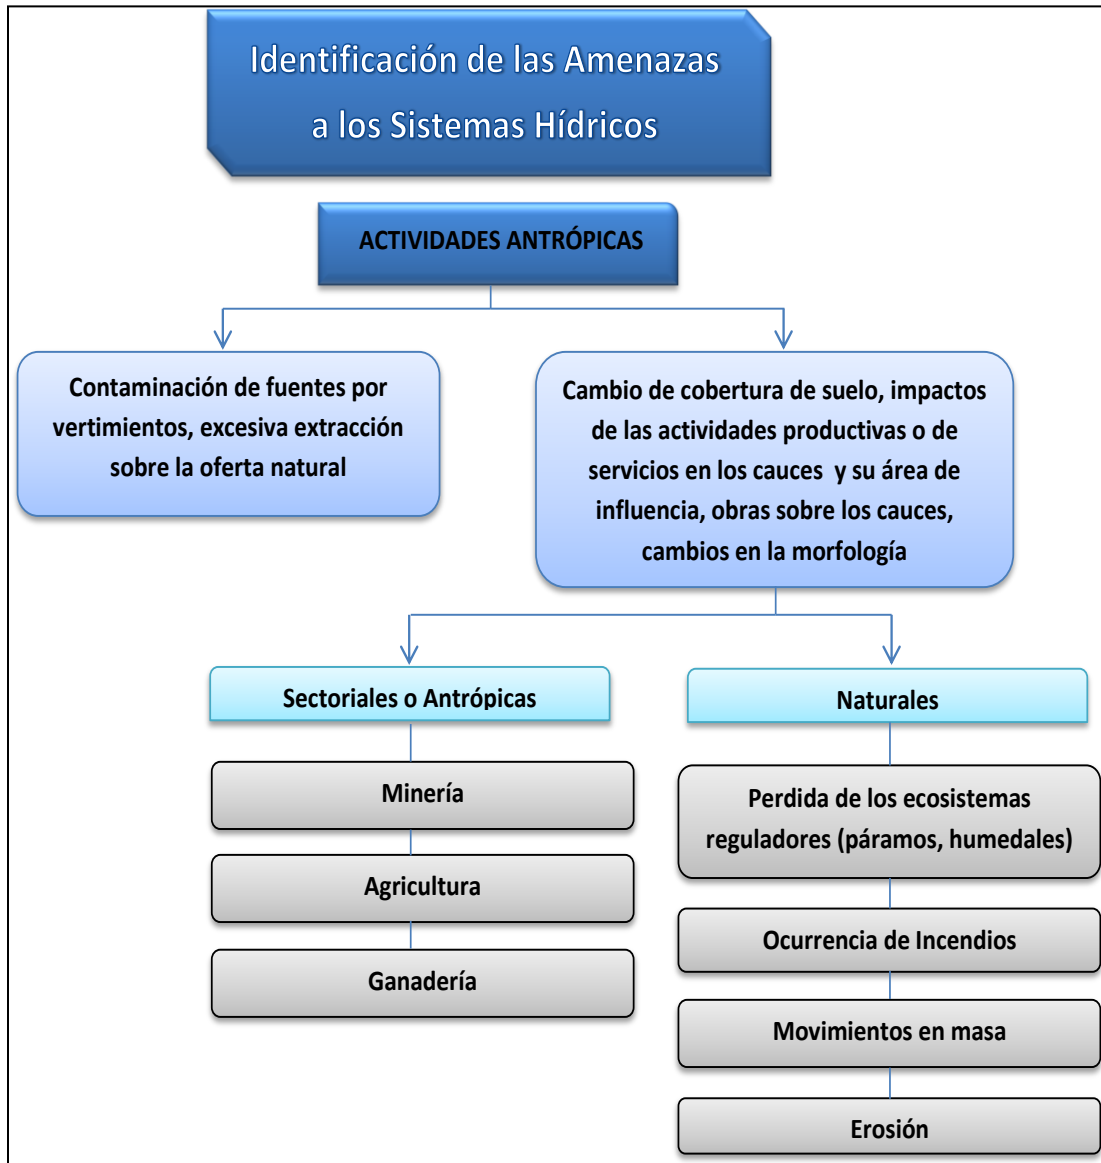 Identificación de las Amenazas
a los Sistemas Hídricos
ACTIVIDADES ANTRÓPICAS
Contaminación de fuentes por
vertimientos, excesiva extracción
sobre la oferta natural
Cambio de cobertura de suelo, impactos
de las actividades productivas o de
servicios en los cauces y su área de
influencia, obras sobre los cauces,
cambios en la morfología
Sectoriales o Antrópicas
Minería
Agricultura
Ganadería
Naturales
Perdida de los ecosistemas
reguladores (páramos, humedales)
Ocurrencia de Incendios
Movimientos en masa
Erosión